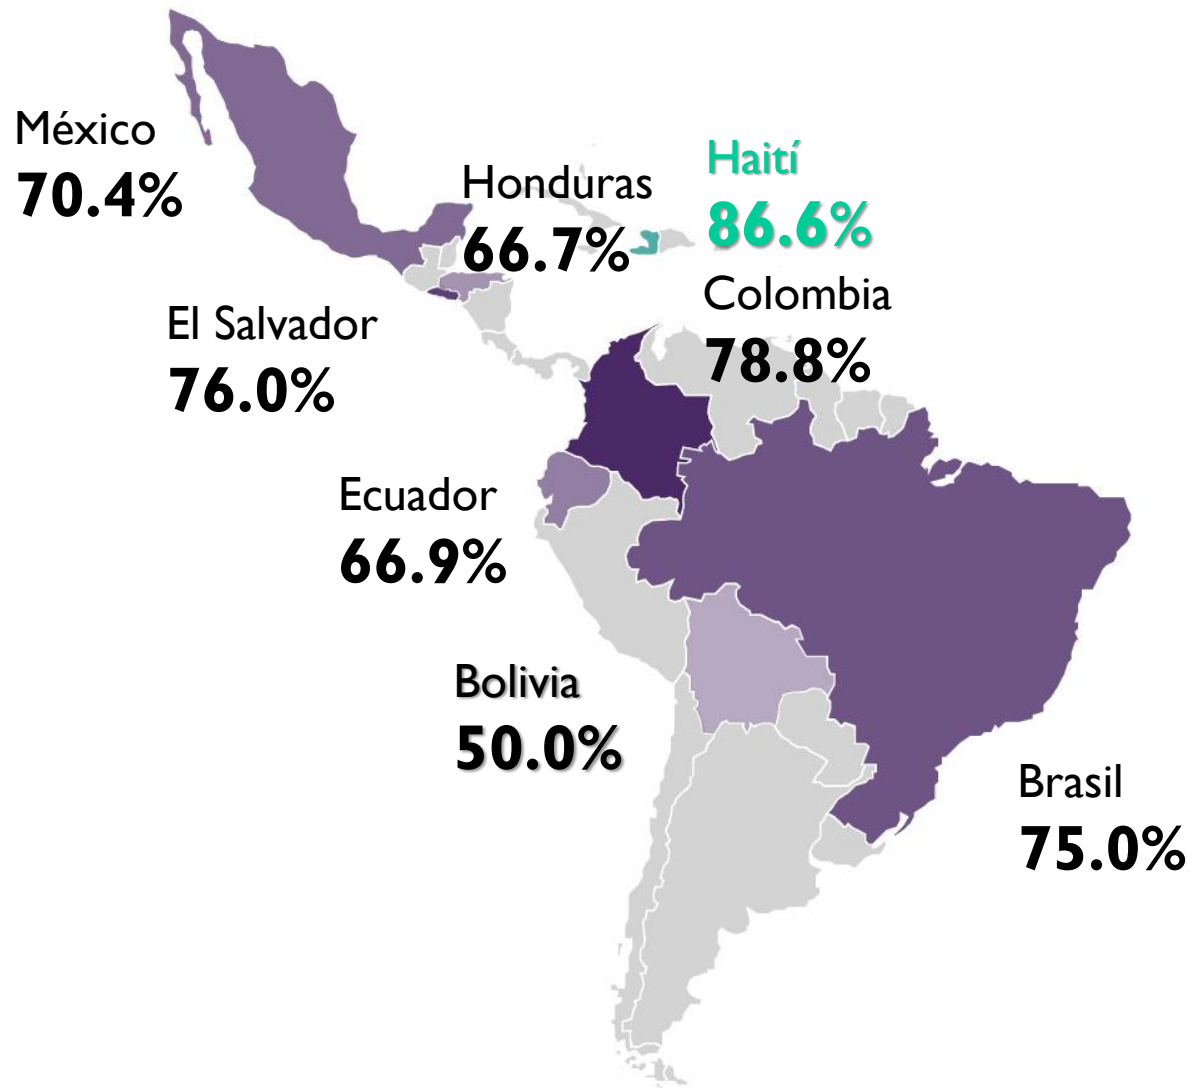 México
70.4%
Honduras
66.7%
Haití
86.6%
El Salvador
76.0%
Colombia
78.8%
Ecuador
66.9%
Bolivia
50.0%
Brasil
75.0%